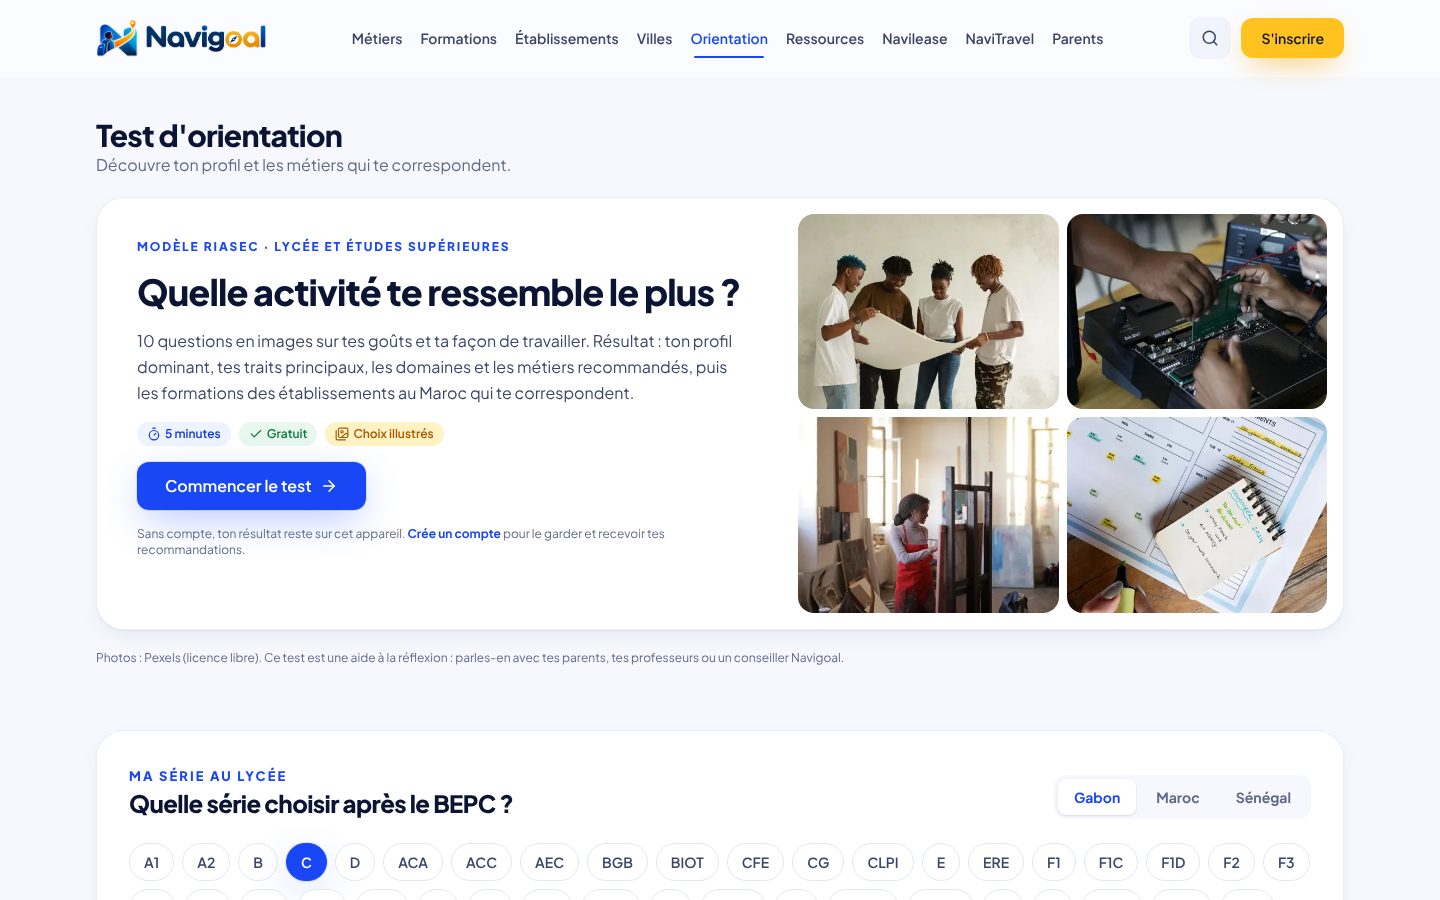 Navigoal
Métiers
Formations
Établissements
Villes
Orientation
Ressources
Navilease
NaviTravel
Parents
S'inscrire
Test d'orientation
Découvre ton profil et les métiers qui te correspondent.
MODÈLE RIASEC · LYCÉE ET ÉTUDES SUPÉRIEURES
Quelle activité te ressemble le plus ?
10 questions en images sur tes goûts et ta façon de travailler. Résultat : ton profil
dominant, tes traits principaux, les domaines et les métiers recommandés, puis
les formations des établissements au Maroc qui te correspondent.
5 minutes
Gratuit
Choix illustrés
Commencer le test
Sans compte, ton résultat reste sur cet appareil. Crée un compte pour le garder et recevoir tes
recommandations.
Photos : Pexels (licence libre). Ce test est une aide à la réflexion : parles-en avec tes parents, tes professeurs ou un conseiller Navigoal.
MA SÉRIE AU LYCÉE
Quelle série choisir après le BEPC ?
Gabon
Maroc
Sénégal
A1
A2
B
C
D
ACA
ACC
AEC
BGB
BIOT
CFE
CG
CLPI
E
ERE
F1
F1C
F1D
F2
F3